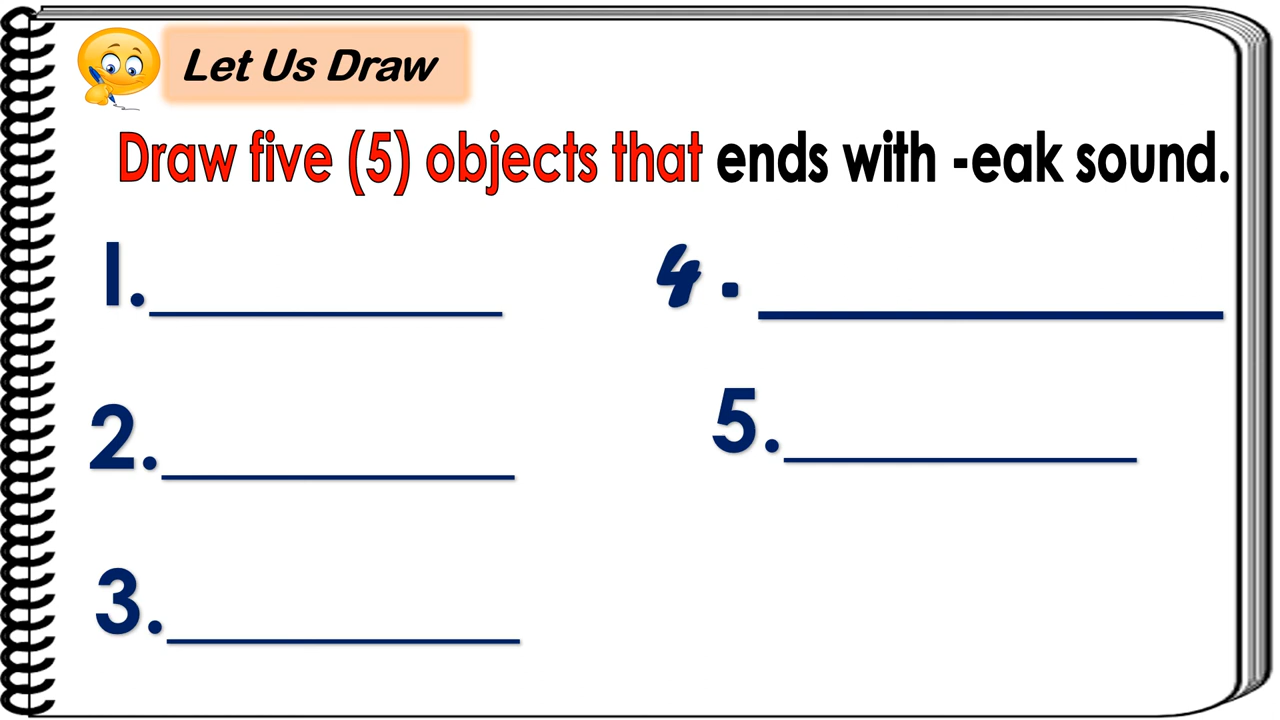 Let Us Draw
Draw five (5) objects that ends with -eak sound.
1.__________
4. __________
2.__________
5.__________
3.__________